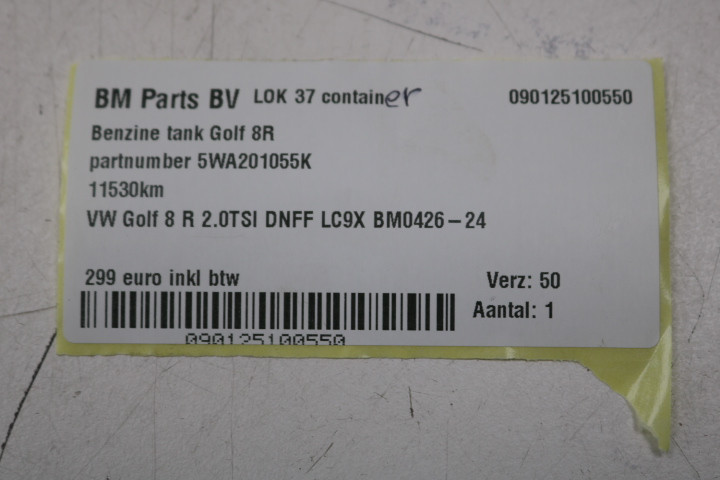 BM Parts BV LOK 37 container 090125100550
Benzine tank Golf 8R
partnumber 5WA201055K
11530km
VW Golf 8 R 2.0TSI DNFF LC9X BM0426-24
299 euro inkl btw Verz: 50
Aantal: 1
090125100550